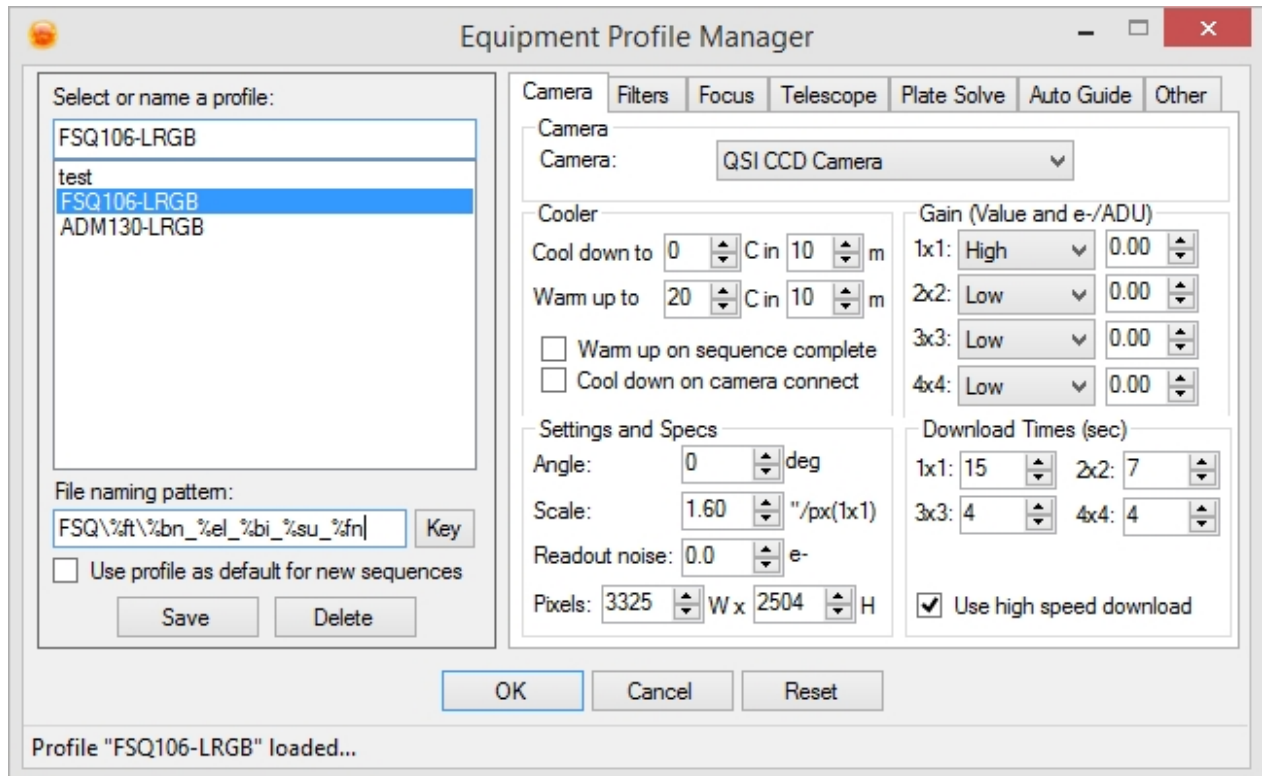 Equipment Profile Manager
Select or name a profile:
FSQ106-LRGB
test
FSQ106-LRGB
ADM130-LRGB
File naming pattern:
FSQ\%ft\%bn_%el_%bi_%su_%fn
Key
Use profile as default for new sequences
Save Delete
Camera Filters Focus Telescope Plate Solve Auto Guide Other
Camera
Camera: QSI CCD Camera
Cooler
Cool down to 0 C in 10 m
Warm up to 20 C in 10 m
Warm up on sequence complete
Cool down on camera connect
Gain (Value and e-/ADU)
1x1: High 0.00
2x2: Low 0.00
3x3: Low 0.00
4x4: Low 0.00
Settings and Specs
Angle: 0 deg
Scale: 1.60 "/px(1x1)
Readout noise: 0.0 e-
Pixels: 3325 W x 2504 H
Download Times (sec)
1x1: 15 2x2: 7
3x3: 4 4x4: 4
Use high speed download
OK Cancel Reset
Profile "FSQ106-LRGB" loaded...